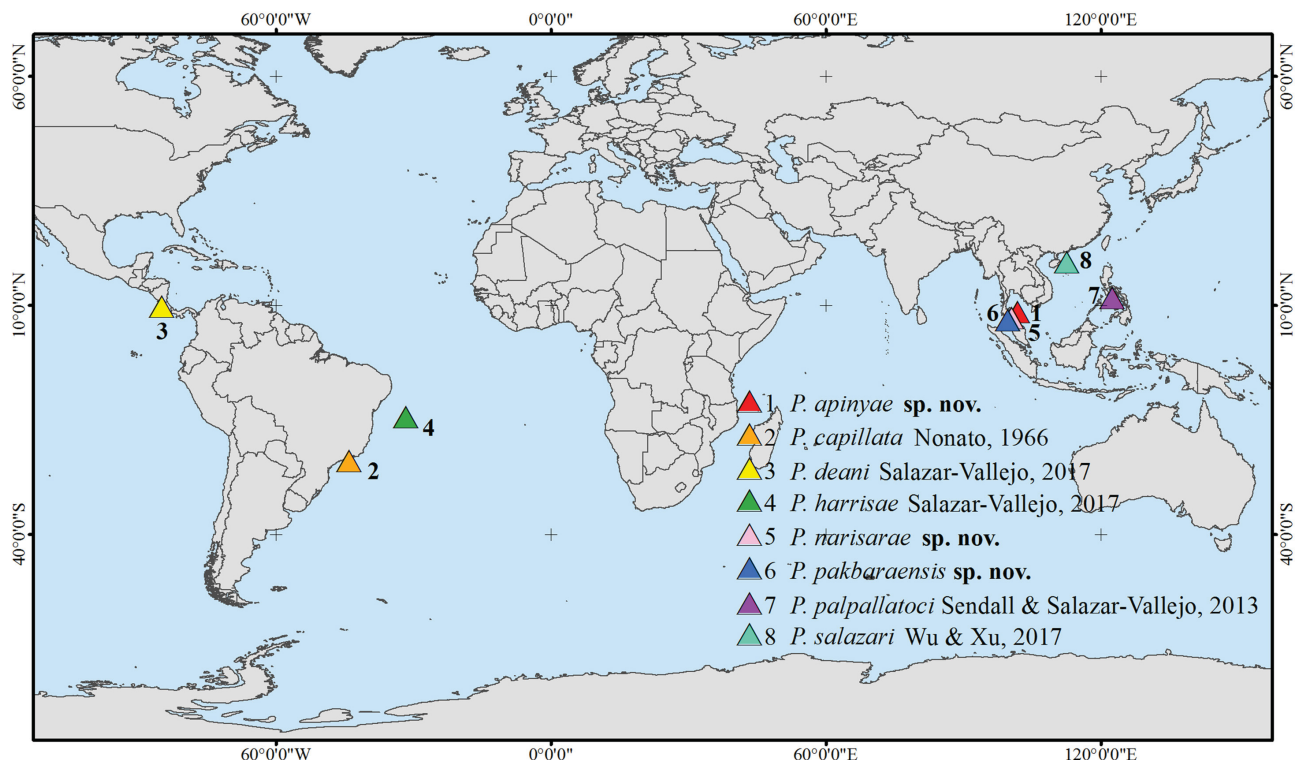 60°0'0"W 0°0'0" 60°0'0"E 120°0'0"E
60°0'0"N 60°0'0"N
10°0'0"N 10°0'0"N
40°0'0"S 40°0'0"S
8
7
6 1
5
3
4
2
1 P. apinyae sp. nov.
2 P. capillata Nonato, 1966
3 P. deani Salazar-Vallejo, 2017
4 P. harrisae Salazar-Vallejo, 2017
5 P. narisarae sp. nov.
6 P. pakbaraensis sp. nov.
7 P. palpallatoci Sendall & Salazar-Vallejo, 2013
8 P. salazari Wu & Xu, 2017
60°0'0"W 0°0'0" 60°0'0"E 120°0'0"E